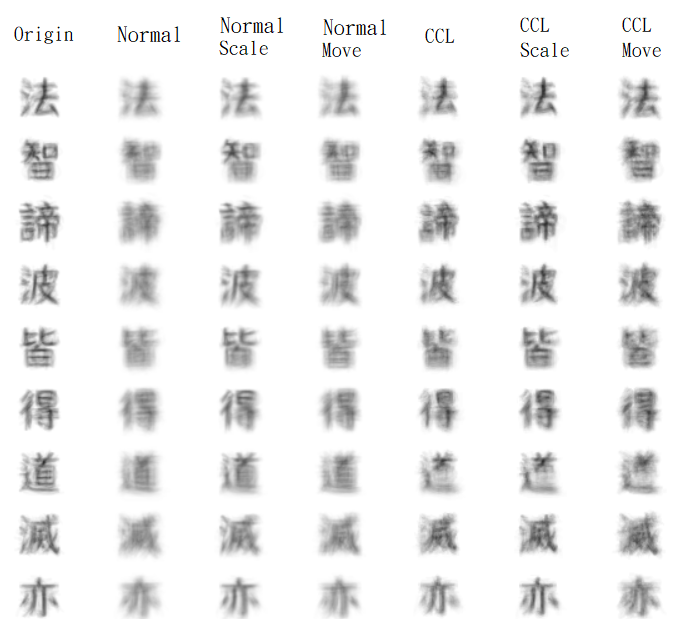 Origin Normal Normal Scale Normal Move CCL CCL Scale CCL Move
法 法 法 法 法 法 法
智 智 智 智 智 智 智
諦 諦 諦 諦 諦 諦 諦
波 波 波 波 波 波 波
皆 皆 皆 皆 皆 皆 皆
得 得 得 得 得 得 得
道 道 道 道 道 道 道
滅 滅 滅 滅 滅 滅 滅
亦 亦 亦 亦 亦 亦 亦